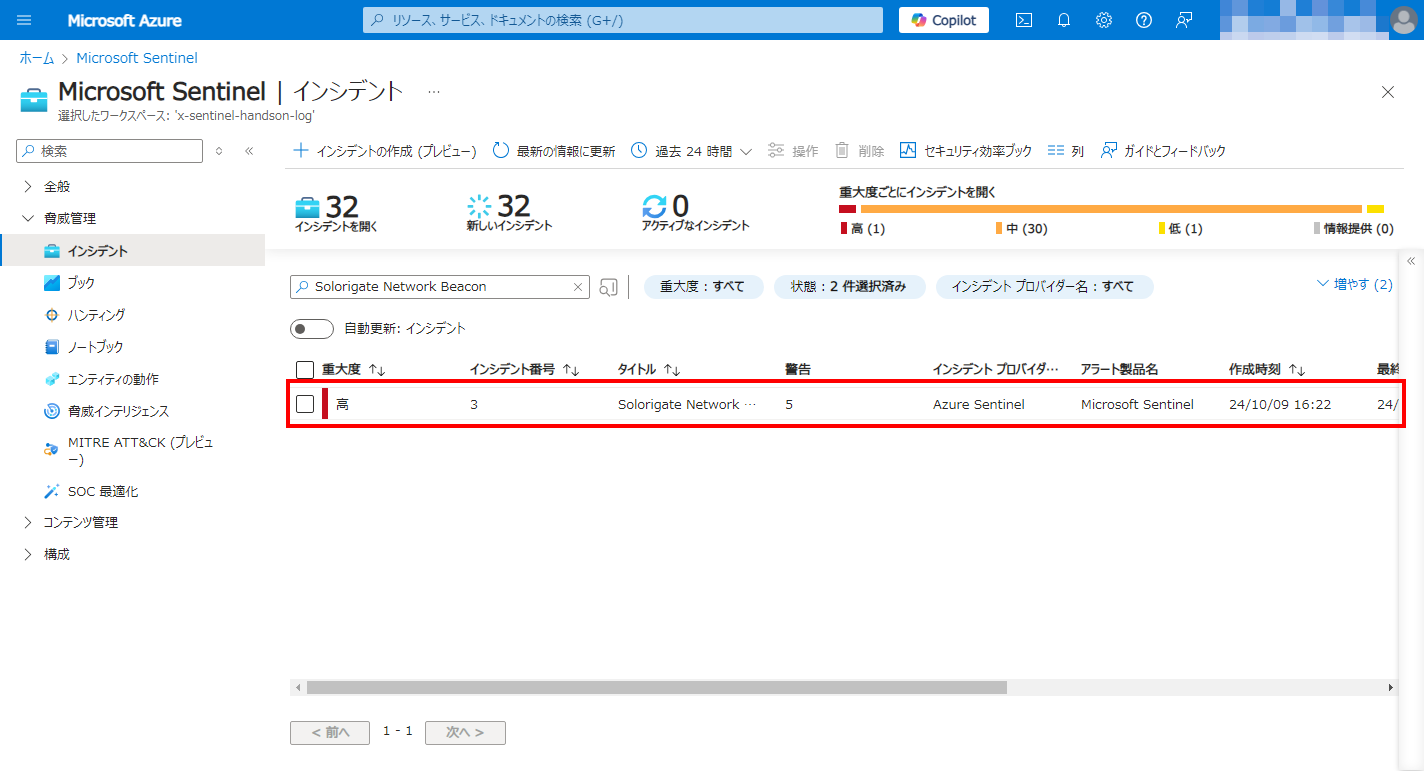 Microsoft Azure
リソース、サービス、ドキュメントの検索 (G+/)
Copilot
ホーム > Microsoft Sentinel
Microsoft Sentinel | インシデント ...
選択したワークスペース: 'x-sentinel-handson-log'
検索
全般
脅威管理
インシデント
ブック
ハンティング
ノートブック
エンティティの動作
脅威インテリジェンス
MITRE ATT&CK (プレビュ
ー)
SOC 最適化
コンテンツ管理
構成
+ インシデントの作成 (プレビュー) 最新の情報に更新 過去 24 時間 操作 削除 セキュリティ効率ブック 列 ガイドとフィードバック
32
インシデントを開く
32
新しいインシデント
0
アクティブなインシデント
重大度ごとにインシデントを開く
高 (1) 中 (30) 低 (1) 情報提供 (0)
Solorigate Network Beacon
重大度 : すべて 状態 : 2 件選択済み インシデント プロバイダー名 : すべて 増やす (2)
自動更新: インシデント
重大度 ↑↓ インシデント番号 ↑↓ タイトル ↑↓ 警告 インシデント プロバイダ… アラート製品名 作成時刻 ↑↓ 最終
高 3 Solorigate Network … 5 Azure Sentinel Microsoft Sentinel 24/10/09 16:22 24/
< 前へ 1 - 1 次へ >